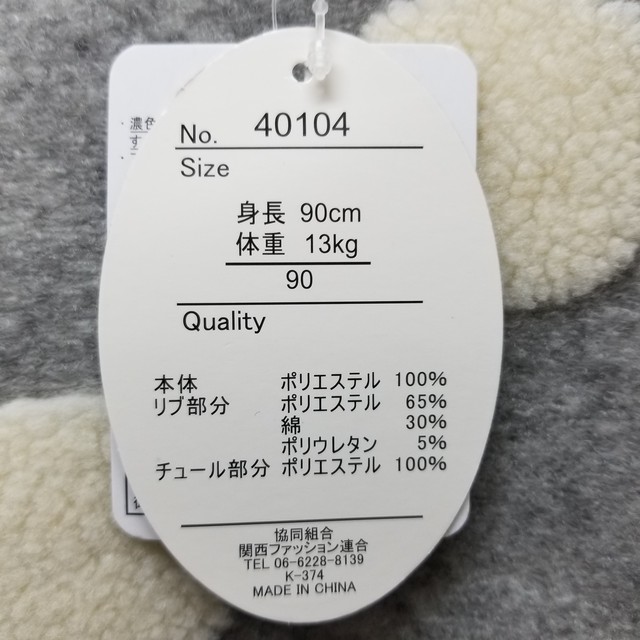 濃色
す
No. 40104
Size
身長 90cm
体重 13kg
90
Quality
本体 ポリエステル 100%
リブ部分 ポリエステル 65%
綿 30%
ポリウレタン 5%
チュール部分 ポリエステル 100%
協同組合
関西ファッション連合
TEL 06-6228-8139
K-374
MADE IN CHINA